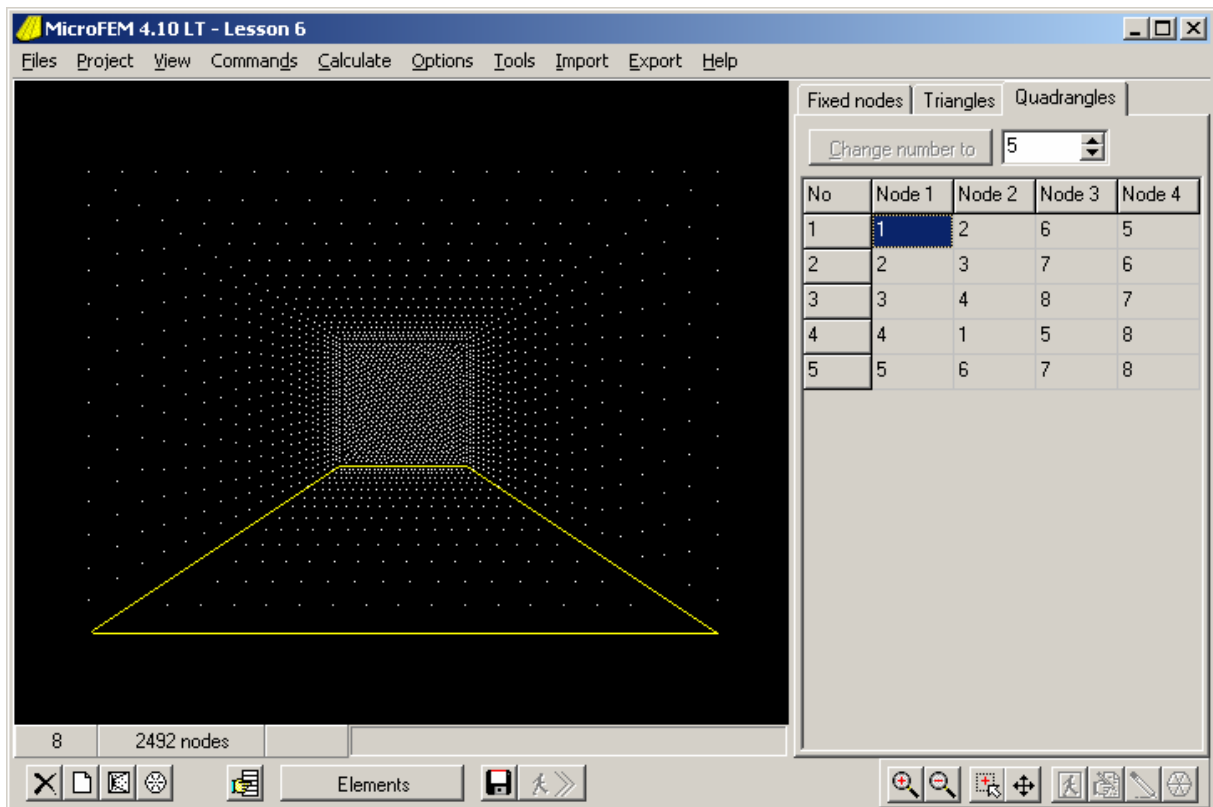 MicroFEM 4.10 LT - Lesson 6
Files Project View Commands Calculate Options Tools Import Export Help
Fixed nodes Triangles Quadrangles
Change number to 5
No Node 1 Node 2 Node 3 Node 4
1 1 2 6 5
2 2 3 7 6
3 3 4 8 7
4 4 1 5 8
5 5 6 7 8
8 2492 nodes
Elements